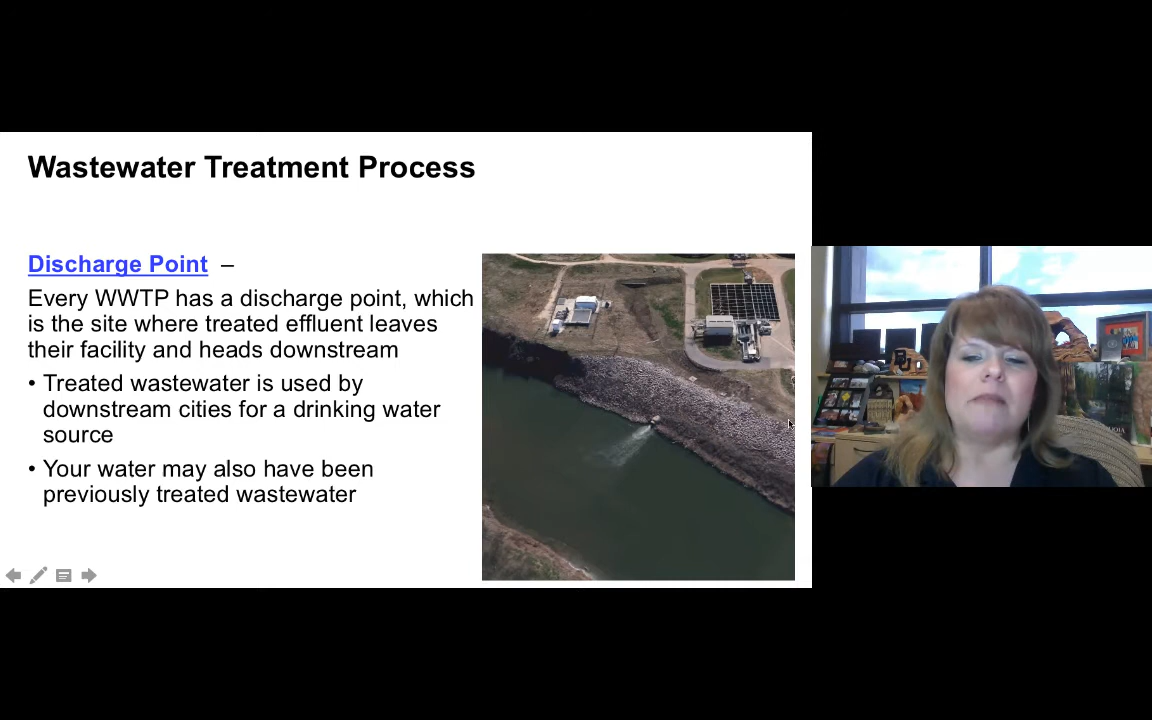 Wastewater Treatment Process
Discharge Point –
Every WWTP has a discharge point, which
is the site where treated effluent leaves
their facility and heads downstream
• Treated wastewater is used by
downstream cities for a drinking water
source
• Your water may also have been
previously treated wastewater